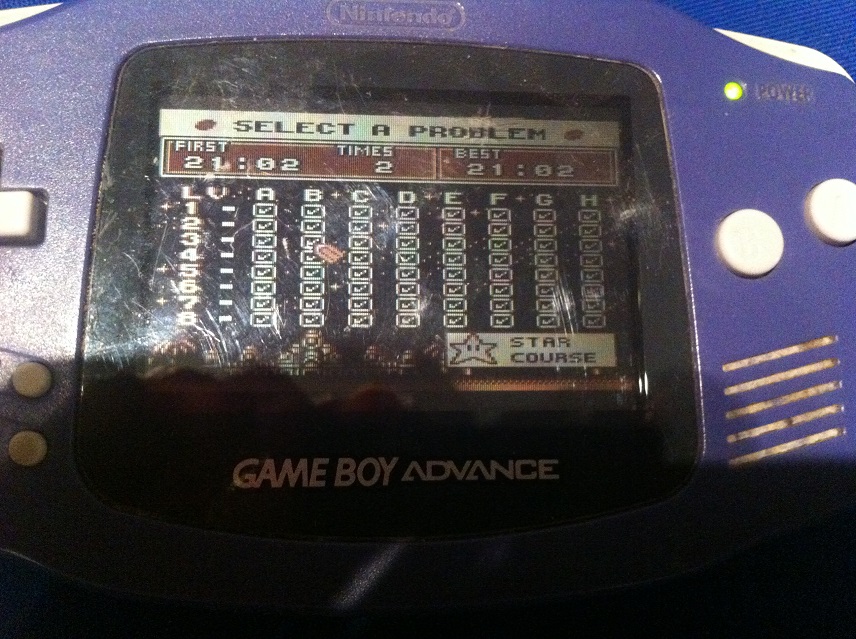 Nintendo
POWER
SELECT A PROBLEM
FIRST TIMES BEST
21:02 2 21:02
LV A B C D E F G H
1
2
3
4
5
6
7
8
STAR
COURSE
GAME BOY ADVANCE